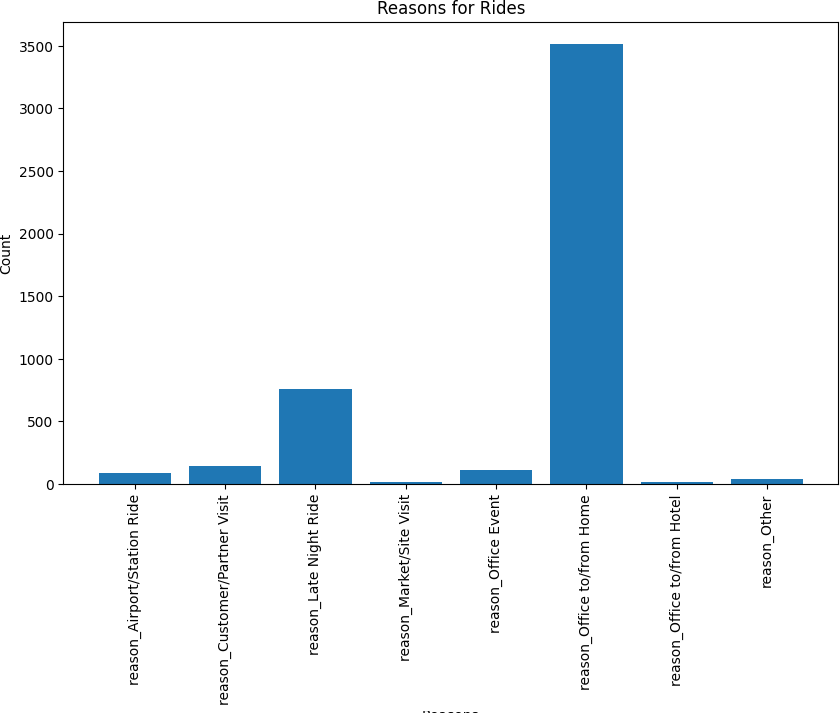 Reasons for Rides
3500
3000
2500
2000
1500
1000
500
0
Count
reason_Airport/Station Ride
reason_Customer/Partner Visit
reason_Late Night Ride
reason_Market/Site Visit
reason_Office Event
reason_Office to/from Home
reason_Office to/from Hotel
reason_Other
Reasons